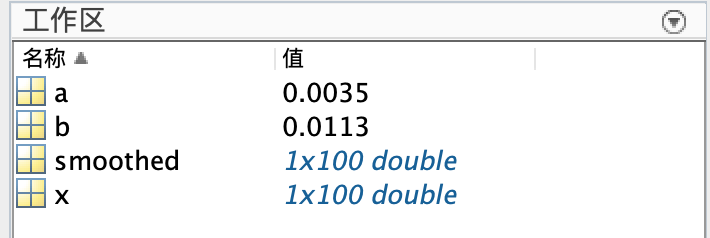 工作区
名称 值
a 0.0035
b 0.0113
smoothed 1x100 double
x 1x100 double